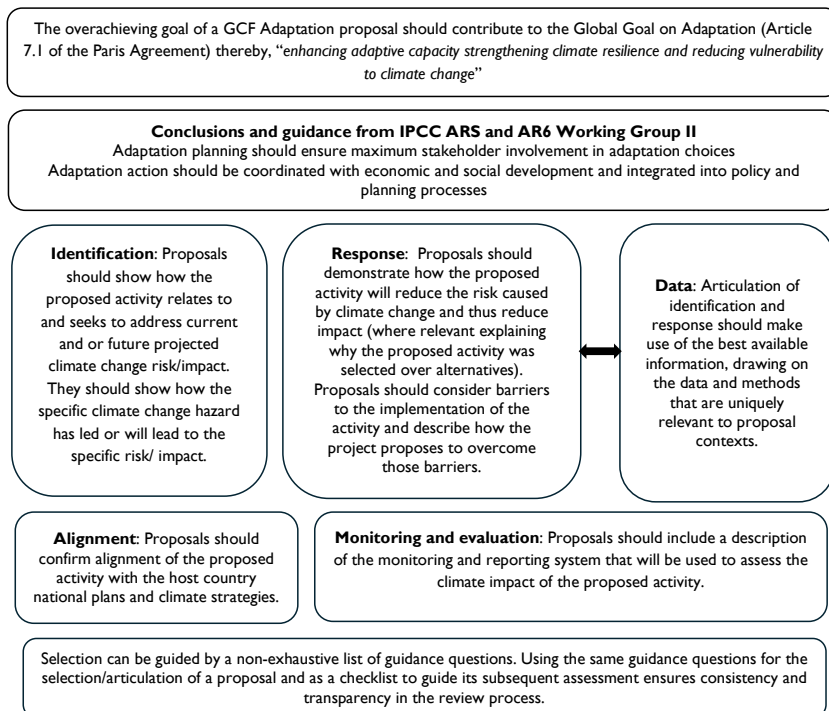 The overachieving goal of a GCF Adaptation proposal should contribute to the Global Goal on Adaptation (Article
7.1 of the Paris Agreement) thereby, “enhancing adaptive capacity strengthening climate resilience and reducing vulnerability
to climate change”
Conclusions and guidance from IPCC ARS and AR6 Working Group II
Adaptation planning should ensure maximum stakeholder involvement in adaptation choices
Adaptation action should be coordinated with economic and social development and integrated into policy and
planning processes
Identification: Proposals
should show how the
proposed activity relates to
and seeks to address current
and or future projected
climate change risk/impact.
They should show how the
specific climate change hazard
has led or will lead to the
specific risk/ impact.
Response: Proposals should
demonstrate how the proposed
activity will reduce the risk caused
by climate change and thus reduce
impact (where relevant explaining
why the proposed activity was
selected over alternatives).
Proposals should consider barriers
to the implementation of the
activity and describe how the
project proposes to overcome
those barriers.
Data: Articulation of
identification and
response should make
use of the best available
information, drawing on
the data and methods
that are uniquely
relevant to proposal
contexts.
Alignment: Proposals should
confirm alignment of the proposed
activity with the host country
national plans and climate strategies.
Monitoring and evaluation: Proposals should include a description
of the monitoring and reporting system that will be used to assess the
climate impact of the proposed activity.
Selection can be guided by a non-exhaustive list of guidance questions. Using the same guidance questions for the
selection/articulation of a proposal and as a checklist to guide its subsequent assessment ensures consistency and
transparency in the review process.